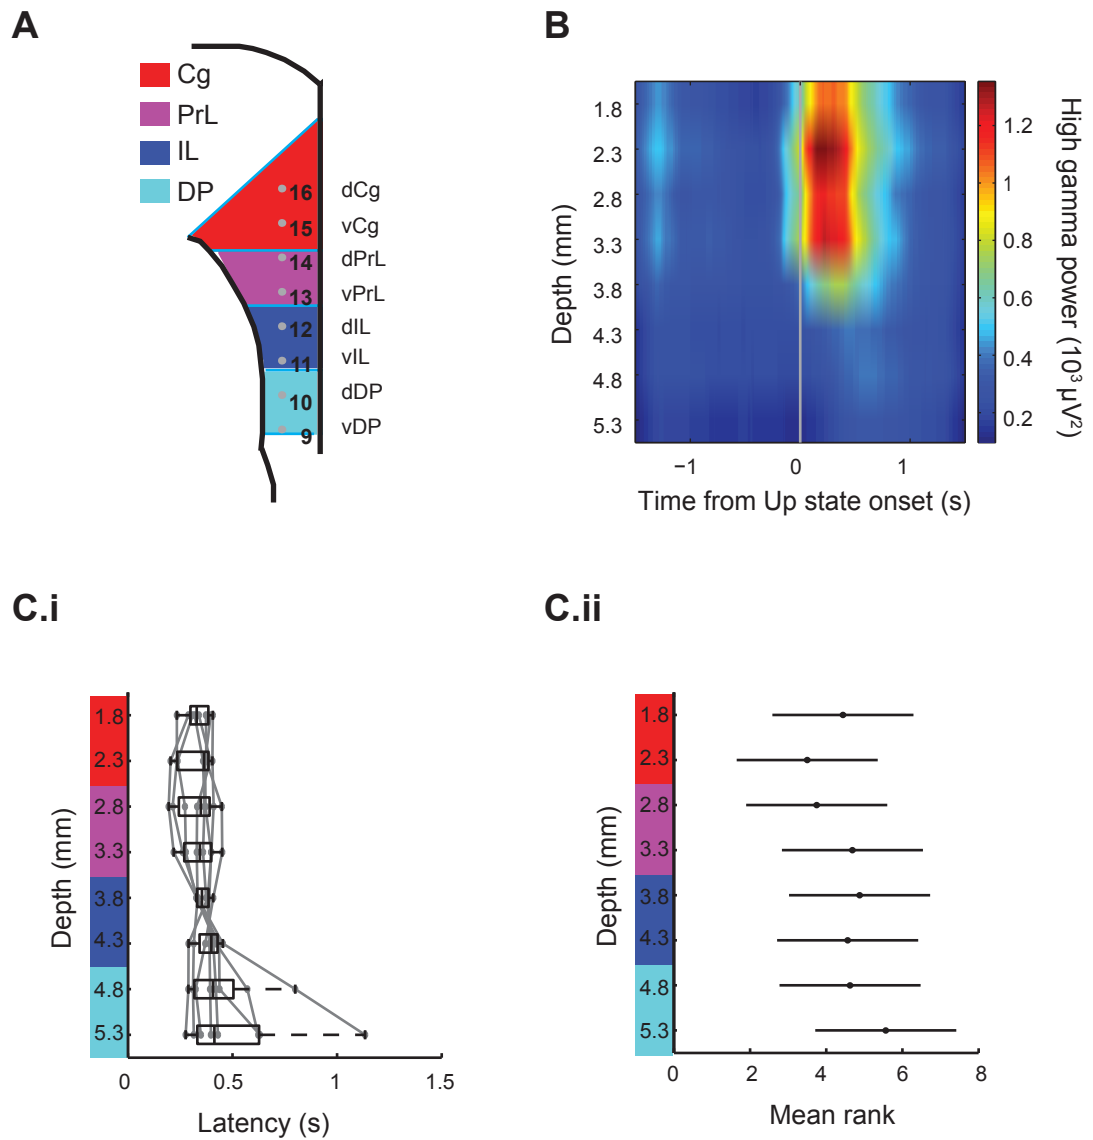 A
Cg
PrL
IL
DP
16 dCg
15 vCg
14 dPrL
13 vPrL
12 dIL
11 vIL
10 dDP
9 vDP
B
Depth (mm)
1.8
2.3
2.8
3.3
3.8
4.3
4.8
5.3
−1 0 1
Time from Up state onset (s)
1.2
1
0.8
0.6
0.4
0.2
High gamma power (10³ µV²)
C.i
Depth (mm)
1.8
2.3
2.8
3.3
3.8
4.3
4.8
5.3
0 0.5 1 1.5
Latency (s)
C.ii
Depth (mm)
1.8
2.3
2.8
3.3
3.8
4.3
4.8
5.3
0 2 4 6 8
Mean rank